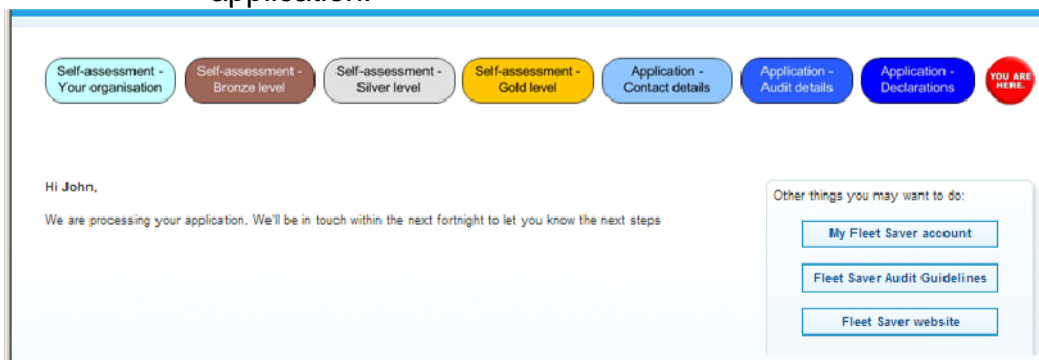 application.
Self-assessment -
Your organisation
Self-assessment -
Bronze level
Self-assessment -
Silver level
Self-assessment -
Gold level
Application -
Contact details
Application -
Audit details
Application -
Declarations
YOU ARE
HERE.
Hi John,
We are processing your application. We'll be in touch within the next fortnight to let you know the next steps
Other things you may want to do:
My Fleet Saver account
Fleet Saver Audit Guidelines
Fleet Saver website